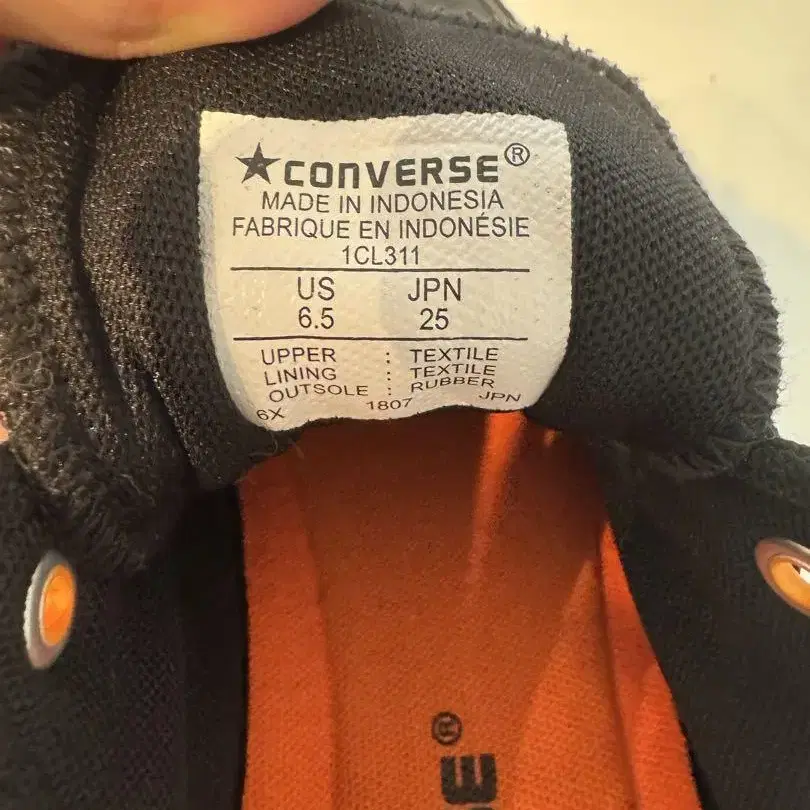 ★CONVERSE®
MADE IN INDONESIA
FABRIQUE EN INDONÉSIE
1CL311
US JPN
6.5 25
UPPER : TEXTILE
LINING : TEXTILE
OUTSOLE : RUBBER
6X 1807 JPN
®